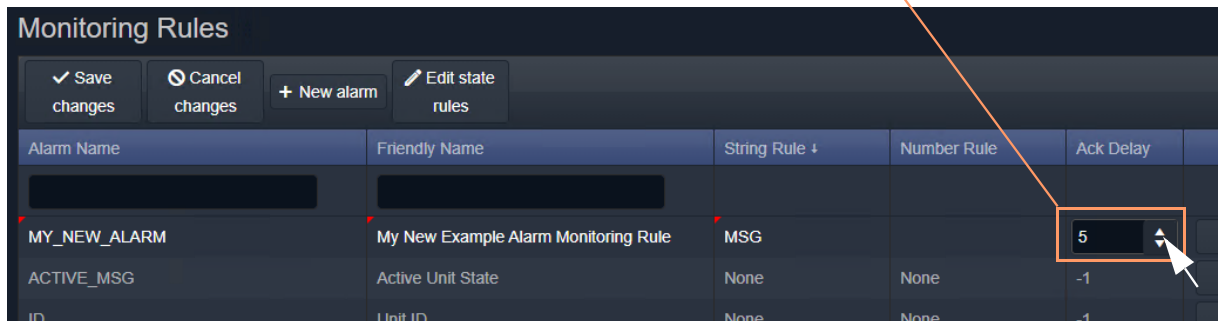 Monitoring Rules
Save changes
Cancel changes
+ New alarm
Edit state rules
Alarm Name Friendly Name String Rule ↓ Number Rule Ack Delay
MY_NEW_ALARM My New Example Alarm Monitoring Rule MSG 5
ACTIVE_MSG Active Unit State None None -1
ID Unit ID None None -1